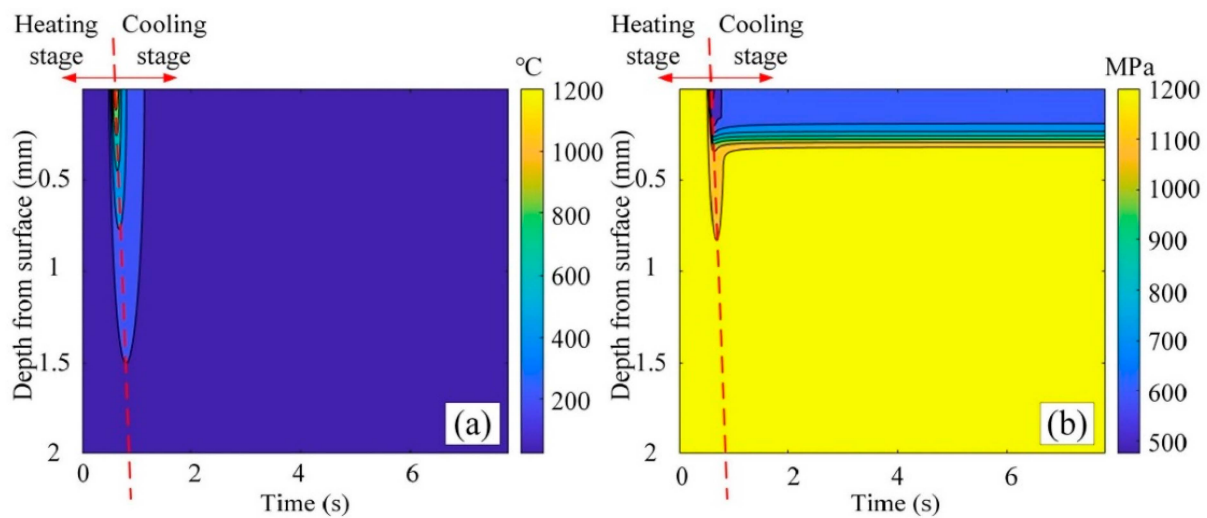 Heating stage
Cooling stage
°C
1200
1000
800
600
400
200
Depth from surface (mm)
0.5
1
1.5
2
0
2
4
6
Time (s)
(a)
Heating stage
Cooling stage
MPa
1200
1100
1000
900
800
700
600
500
Depth from surface (mm)
0.5
1
1.5
2
0
2
4
6
Time (s)
(b)